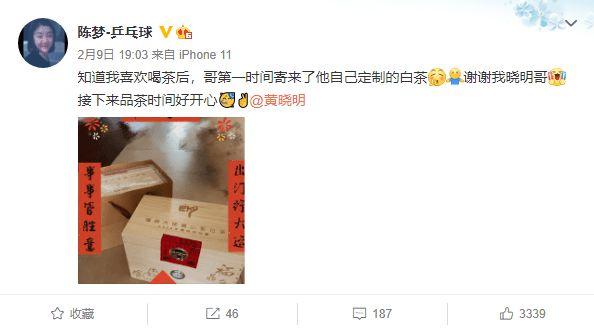 陈梦-乒乓球
2月9日 19:03 来自 iPhone 11
知道我喜欢喝茶后，哥第一时间寄来了他自己定制的白茶谢谢我晓明哥
接下来品茶时间好开心@黄晓明
事事皆胜意
出门行大运
福
收藏
46
187
3339